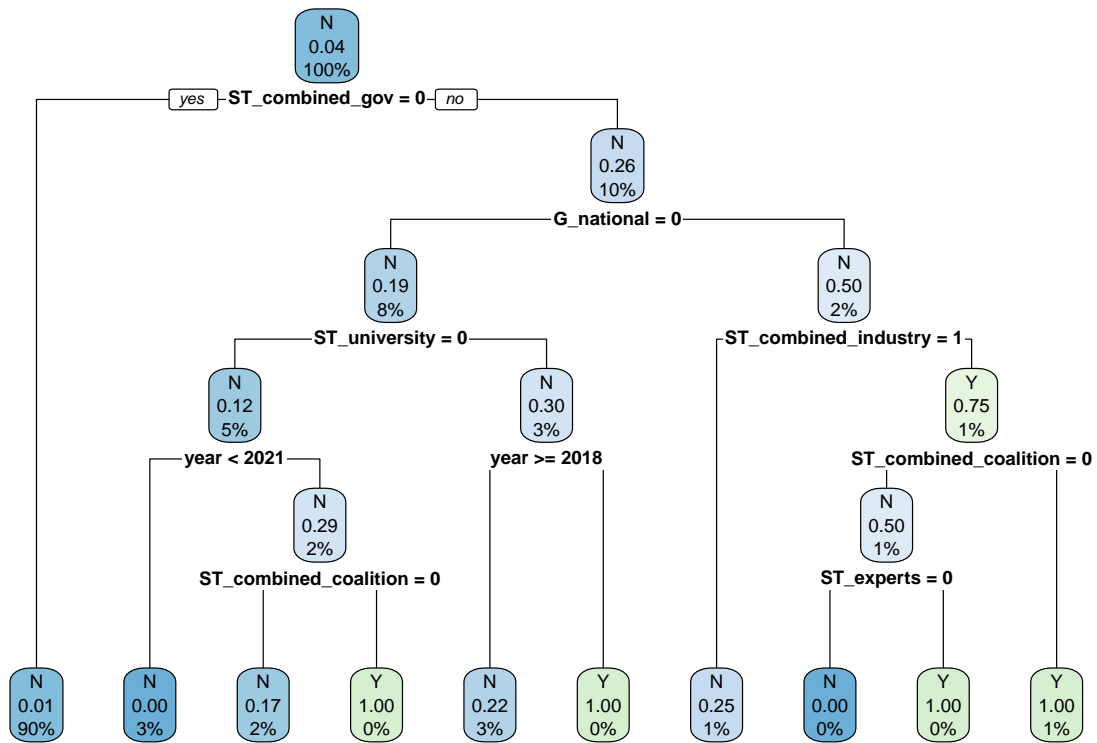 N
0.04
100%
yes ST_combined_gov = 0 no
N
0.26
10%
G_national = 0
N
0.19
8%
N
0.50
2%
ST_university = 0
ST_combined_industry = 1
N
0.12
5%
N
0.30
3%
Y
0.75
1%
year < 2021
year >= 2018
ST_combined_coalition = 0
N
0.29
2%
N
0.50
1%
ST_combined_coalition = 0
ST_experts = 0
N
0.01
90%
N
0.00
3%
N
0.17
2%
Y
1.00
0%
N
0.22
3%
Y
1.00
0%
N
0.25
1%
N
0.00
0%
Y
1.00
0%
Y
1.00
1%